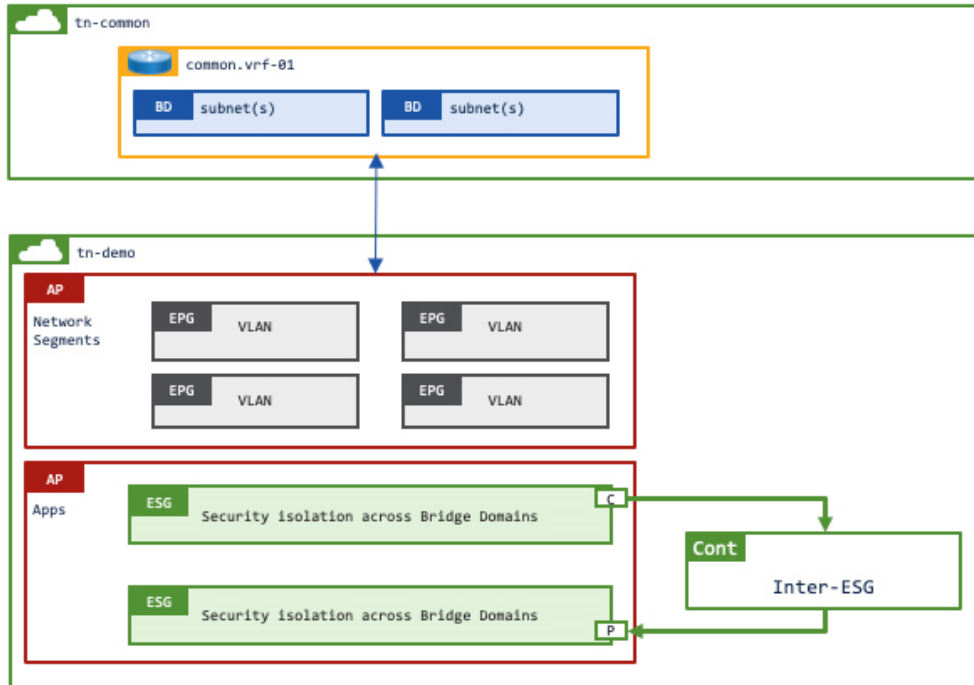 tn-common
common.vrf-01
BD subnet(s)
BD subnet(s)
tn-demo
AP
Network
Segments
EPG VLAN
EPG VLAN
EPG VLAN
EPG VLAN
AP
Apps
ESG
Security isolation across Bridge Domains
C
Cont
Inter-ESG
ESG
Security isolation across Bridge Domains
P